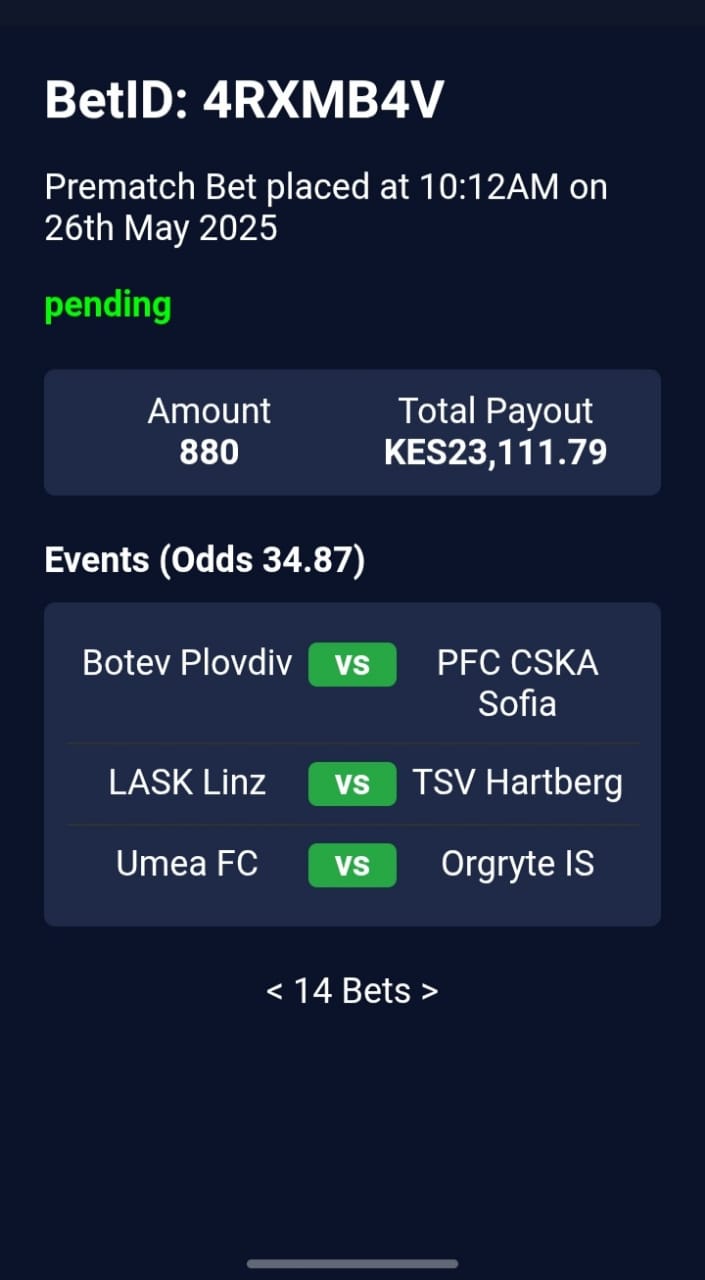 BetID: 4RXMB4V
Prematch Bet placed at 10:12AM on
26th May 2025
pending
Amount Total Payout
880 KES23,111.79
Events (Odds 34.87)
Botev Plovdiv vs PFC CSKA
Sofia
LASK Linz vs TSV Hartberg
Umea FC vs Orgryte IS
< 14 Bets >